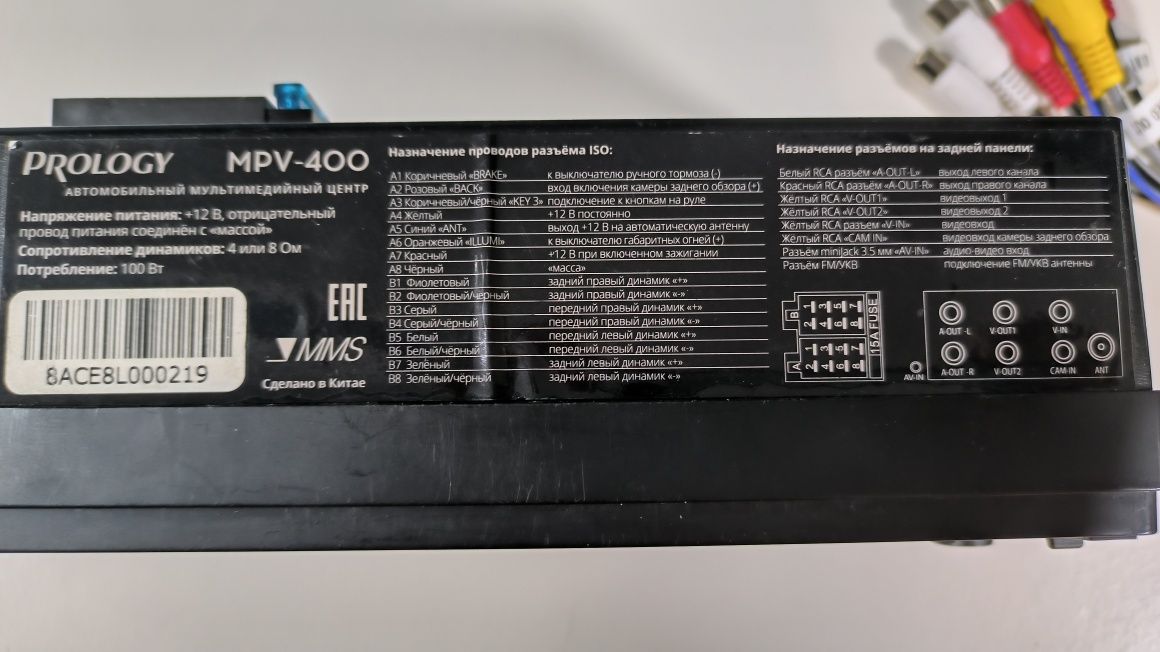 PROLOGY MPV-400
АВТОМОБИЛЬНЫЙ МУЛЬТИМЕДИЙНЫЙ ЦЕНТР
Напряжение питания: +12 В, отрицательный
провод питания соединён с «массой»
Сопротивление динамиков: 4 или 8 Ом
Потребление: 100 Вт
8ACE8L000219
EAC
MMS
Сделано в Китае
Назначение проводов разъёма ISO:
A1 Коричневый «BRAKE» к выключателю ручного тормоза (-)
A2 Розовый «BACK» вход включения камеры заднего обзора (+)
A3 Коричневый/чёрный «KEY 3» подключение к кнопкам на руле
A4 Желтый +12 В постоянно
A5 Синий «ANT» выход +12 В на автоматическую антенну
A6 Оранжевый «ILLUMI» к выключателю габаритных огней (+)
A7 Красный +12 В при включенном зажигании
A8 Чёрный «масса»
B1 Фиолетовый задний правый динамик «+»
B2 Фиолетовый/черный задний правый динамик «-»
B3 Серый передний правый динамик «+»
B4 Серый/чёрный передний правый динамик «-»
B5 Белый передний левый динамик «+»
B6 Белый/чёрный передний левый динамик «-»
B7 Зелёный задний левый динамик «+»
B8 Зелёный/чёрный задний левый динамик «-»
Назначение разъёмов на задней панели:
Белый RCA разъём «A-OUT-L» выход левого канала
Красный RCA разъём «A-OUT-R» выход правого канала
Жёлтый RCA «V-OUT1» видеовыход 1
Жёлтый RCA «V-OUT2» видеовыход 2
Жёлтый RCA разъем «V-IN» видеовход
Жёлтый RCA «CAM IN» видеовход камеры заднего обзора
Разъем miniJack 3.5 мм «AV-IN» аудио-видео вход
Разъём FM/УКВ подключение FM/УКВ антенны
B 1 3 5 7
2 4 6 8
A 1 3 5 7
2 4 6 8
15A FUSE
AV-IN
A-OUT -L V-OUT1 V-IN
A-OUT -R V-OUT2 CAM-IN ANT